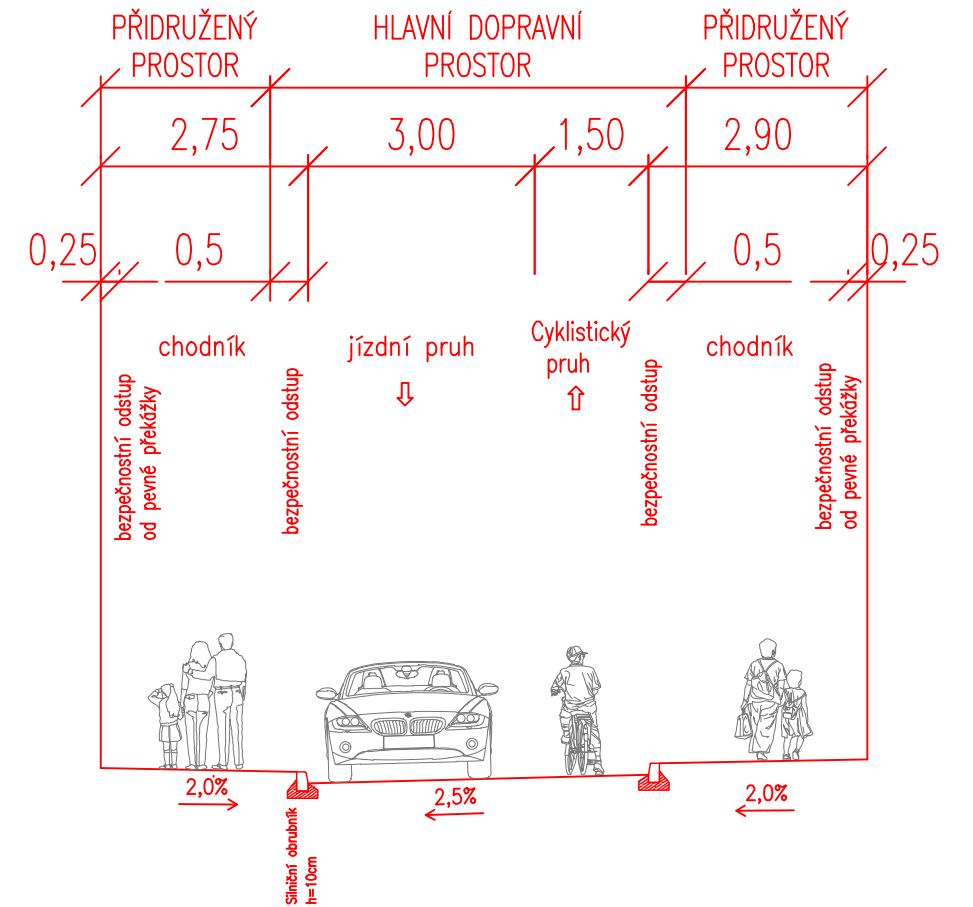 PŘIDRUŽENÝ
PROSTOR
HLAVNÍ DOPRAVNÍ
PROSTOR
PŘIDRUŽENÝ
PROSTOR
2,75
3,00
1,50
2,90
0,25
0,5
0,5
0,25
chodník
jízdní pruh
Cyklistický
pruh
chodník
bezpečnostní odstup
od pevné překážky
bezpečnostní odstup
bezpečnostní odstup
bezpečnostní odstup
od pevné překážky
2,0%
2,5%
2,0%
Silniční obrubník
h=10cm